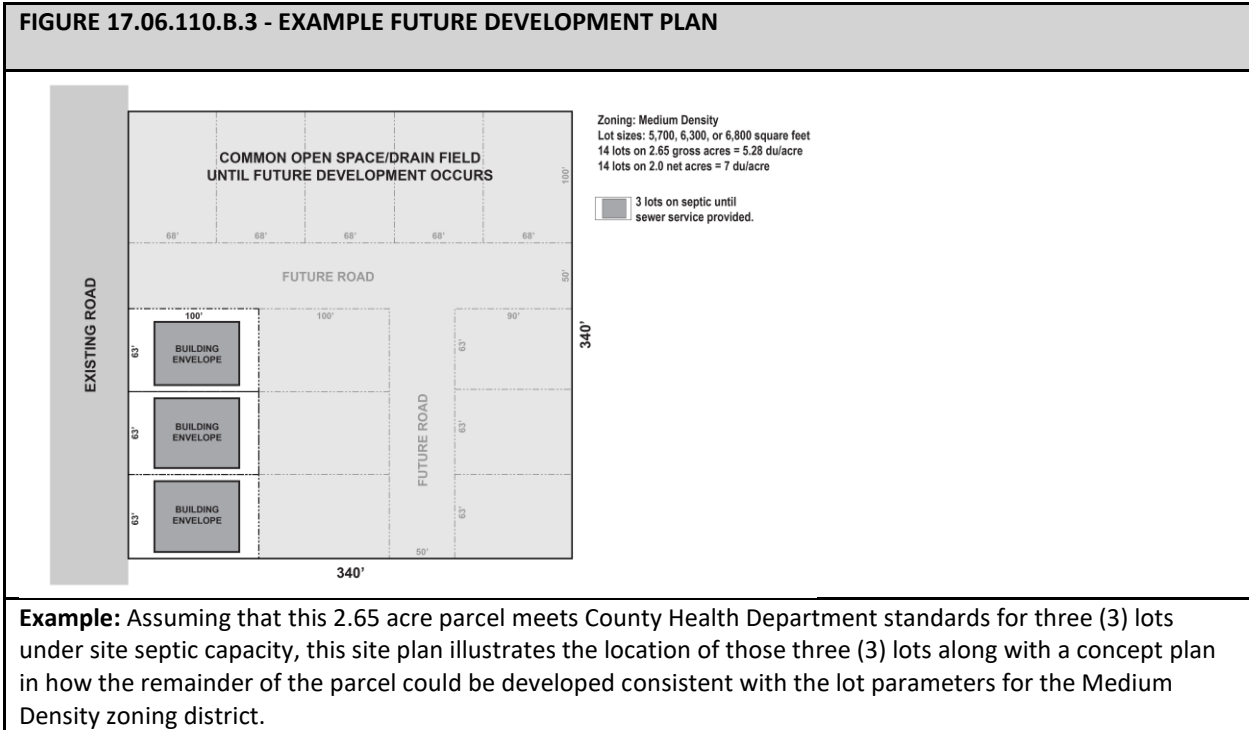 FIGURE 17.06.110.B.3 - EXAMPLE FUTURE DEVELOPMENT PLAN
COMMON OPEN SPACE/DRAIN FIELD
UNTIL FUTURE DEVELOPMENT OCCURS
100'
68'
68'
68'
68'
68'
FUTURE ROAD
50'
EXISTING ROAD
100'
100'
90'
340'
63'
BUILDING
ENVELOPE
63'
63'
BUILDING
ENVELOPE
63'
FUTURE ROAD
63'
BUILDING
ENVELOPE
63'
50'
340'
Zoning: Medium Density
Lot sizes: 5,700, 6,300, or 6,800 square feet
14 lots on 2.65 gross acres = 5.28 du/acre
14 lots on 2.0 net acres = 7 du/acre
3 lots on septic until
sewer service provided.
Example: Assuming that this 2.65 acre parcel meets County Health Department standards for three (3) lots
under site septic capacity, this site plan illustrates the location of those three (3) lots along with a concept plan
in how the remainder of the parcel could be developed consistent with the lot parameters for the Medium
Density zoning district.